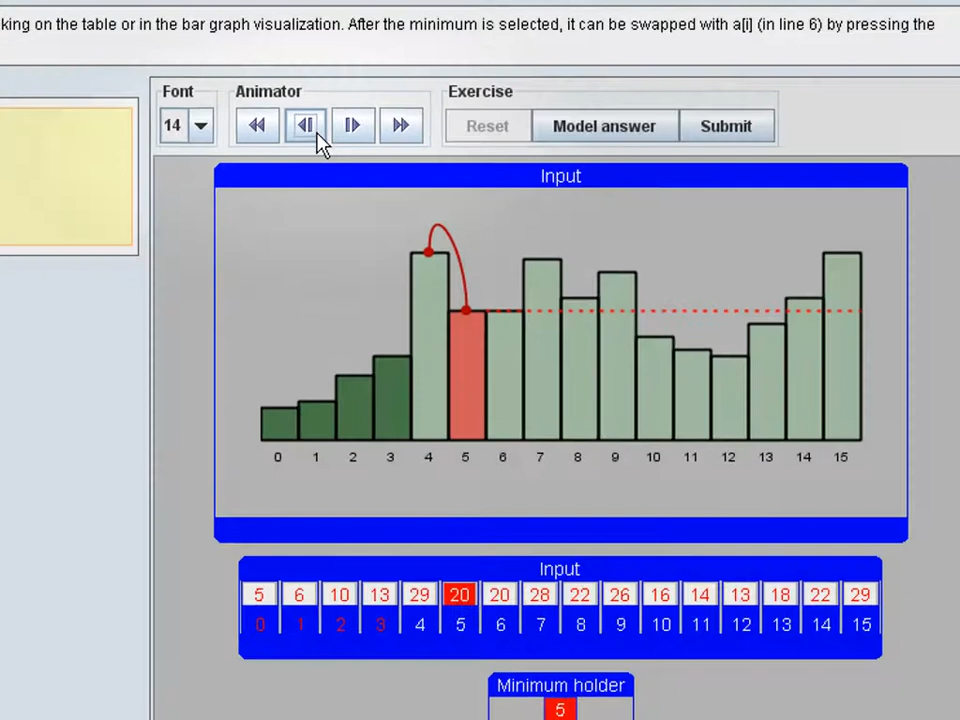 king on the table or in the bar graph visualization. After the minimum is selected, it can be swapped with a[i] (in line 6) by pressing the
Font Animator Exercise
14 Reset Model answer Submit
Input
0 1 2 3 4 5 6 7 8 9 10 11 12 13 14 15
Input
5 6 10 13 29 20 20 28 22 26 16 14 13 18 22 29
0 1 2 3 4 5 6 7 8 9 10 11 12 13 14 15
Minimum holder
5